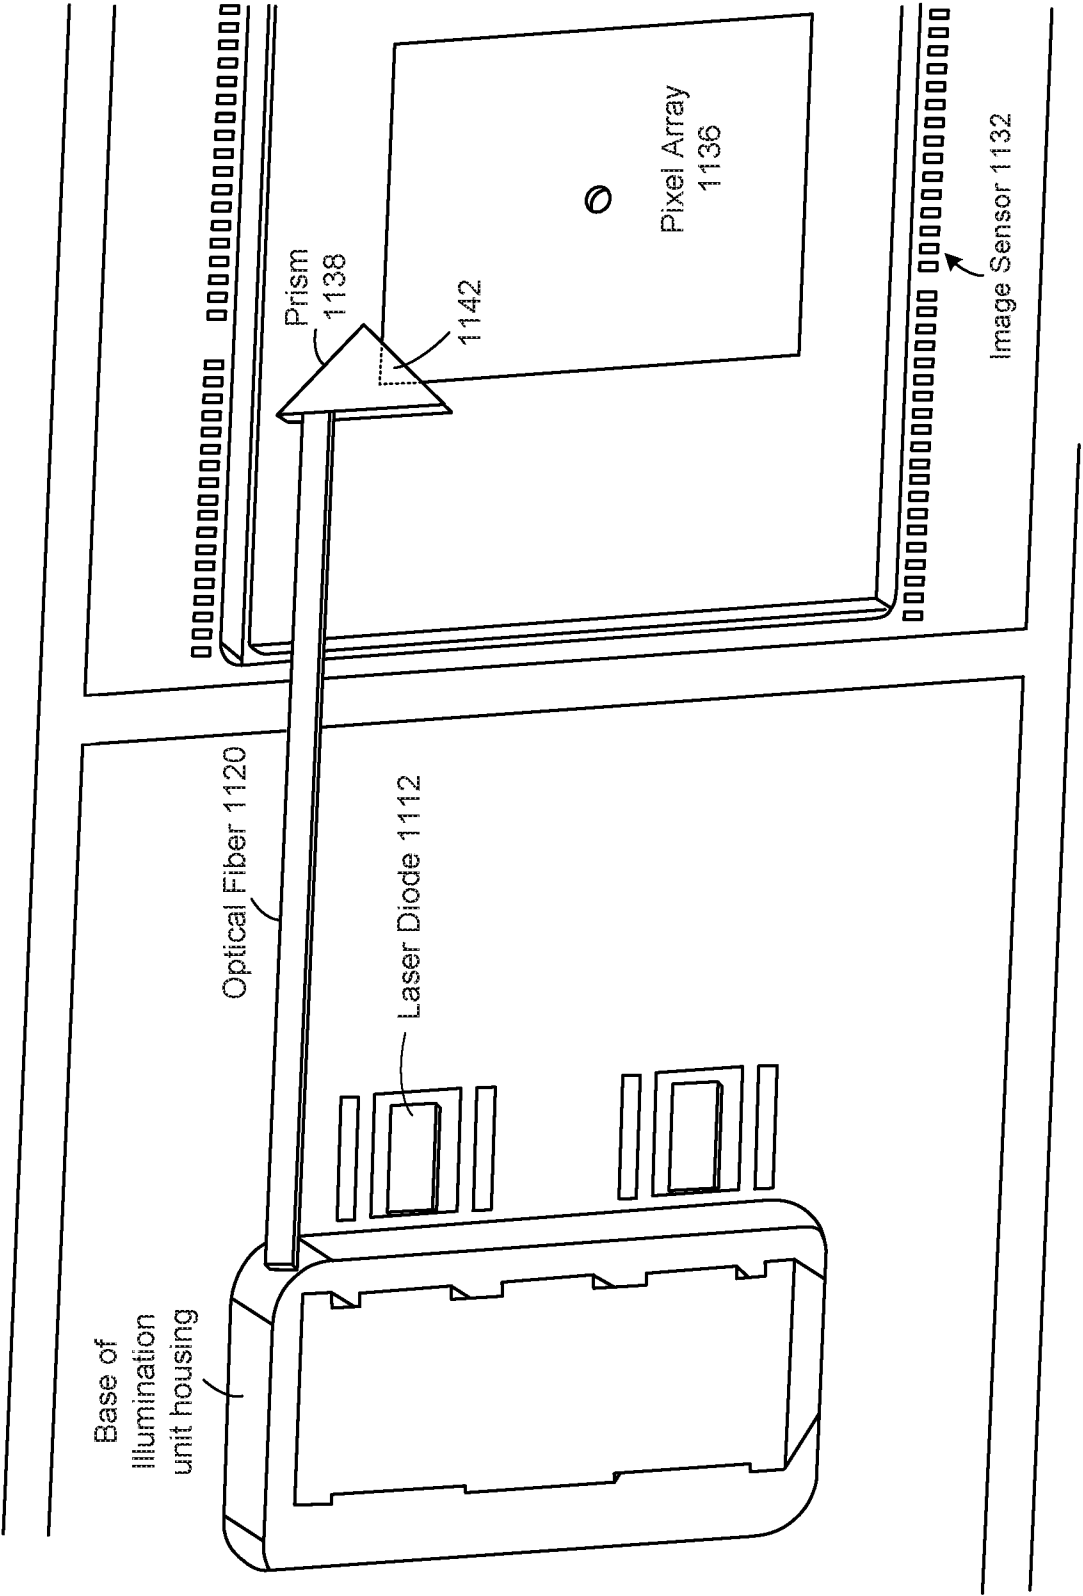 Base of
Illumination
unit housing
Optical Fiber 1120
Laser Diode 1112
Prism
1138
1142
Pixel Array
1136
Image Sensor 1132